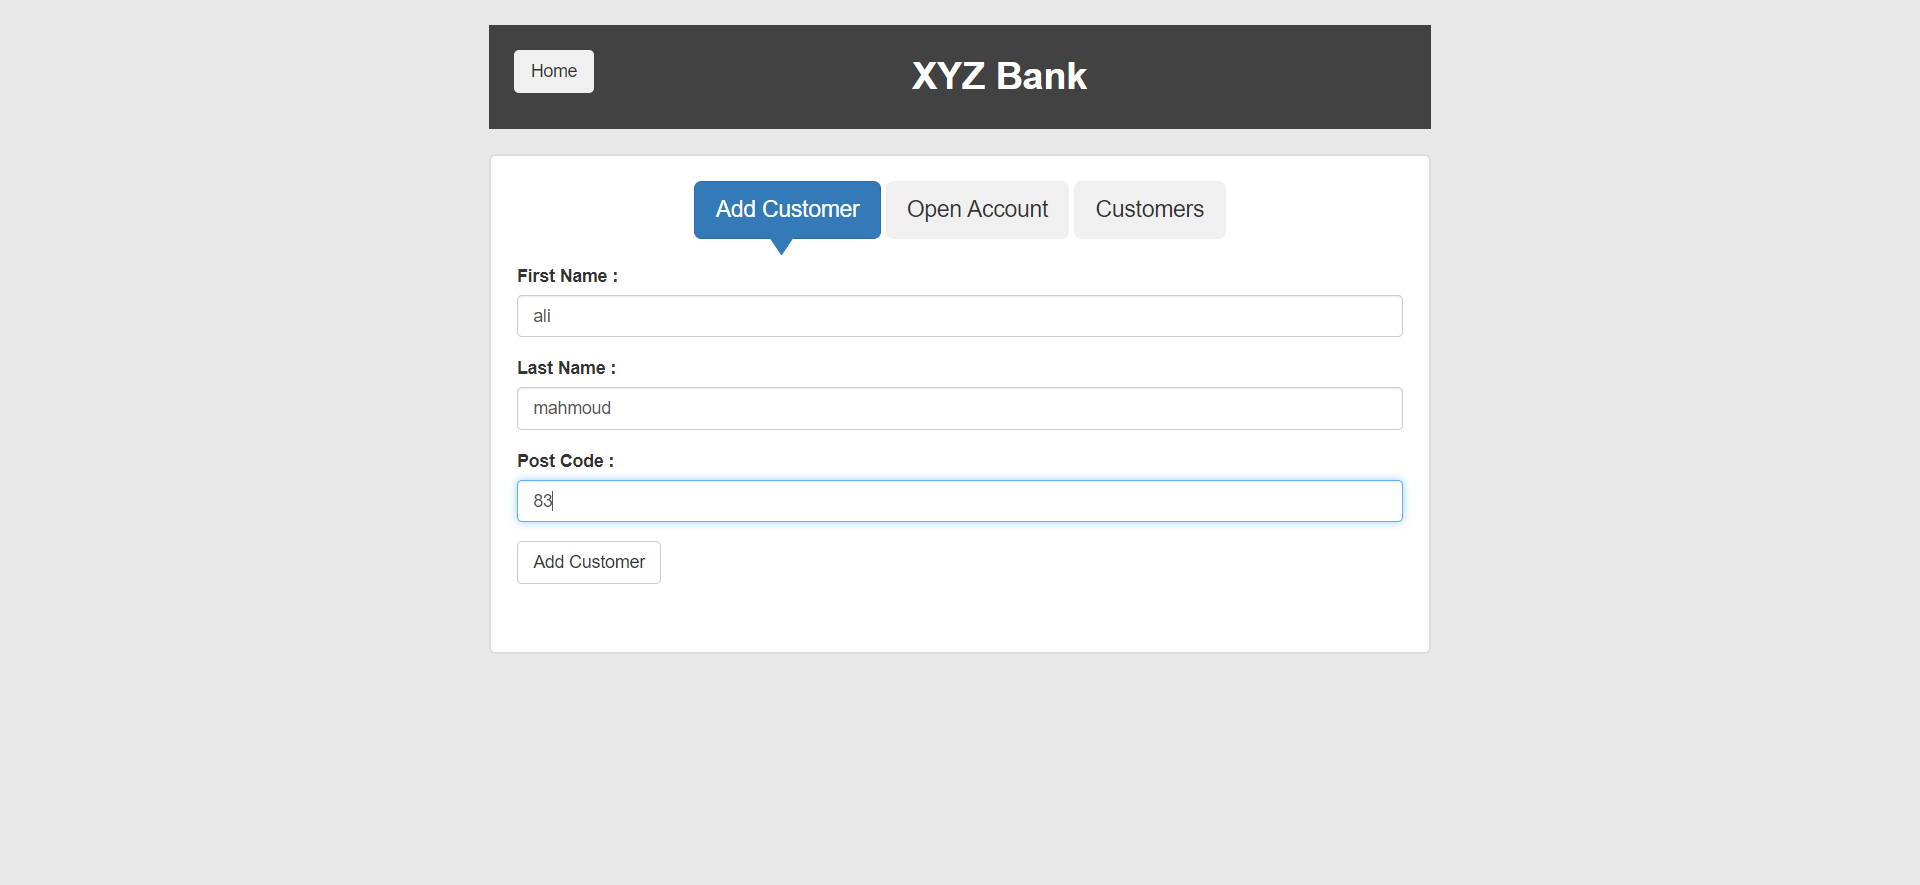 Home
XYZ Bank
Add Customer
Open Account
Customers
First Name :
ali
Last Name :
mahmoud
Post Code :
83
Add Customer